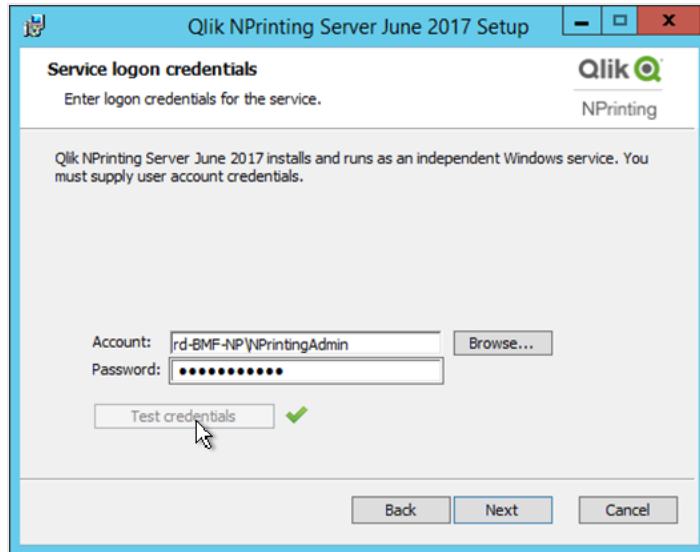 Qlik NPrinting Server June 2017 Setup
Service logon credentials
Enter logon credentials for the service.
Qlik
NPrinting
Qlik NPrinting Server June 2017 installs and runs as an independent Windows service. You
must supply user account credentials.
Account: rd-BMF-NP\NPrintingAdmin Browse...
Password: ●●●●●●●●●●●
Test credentials
Back Next Cancel